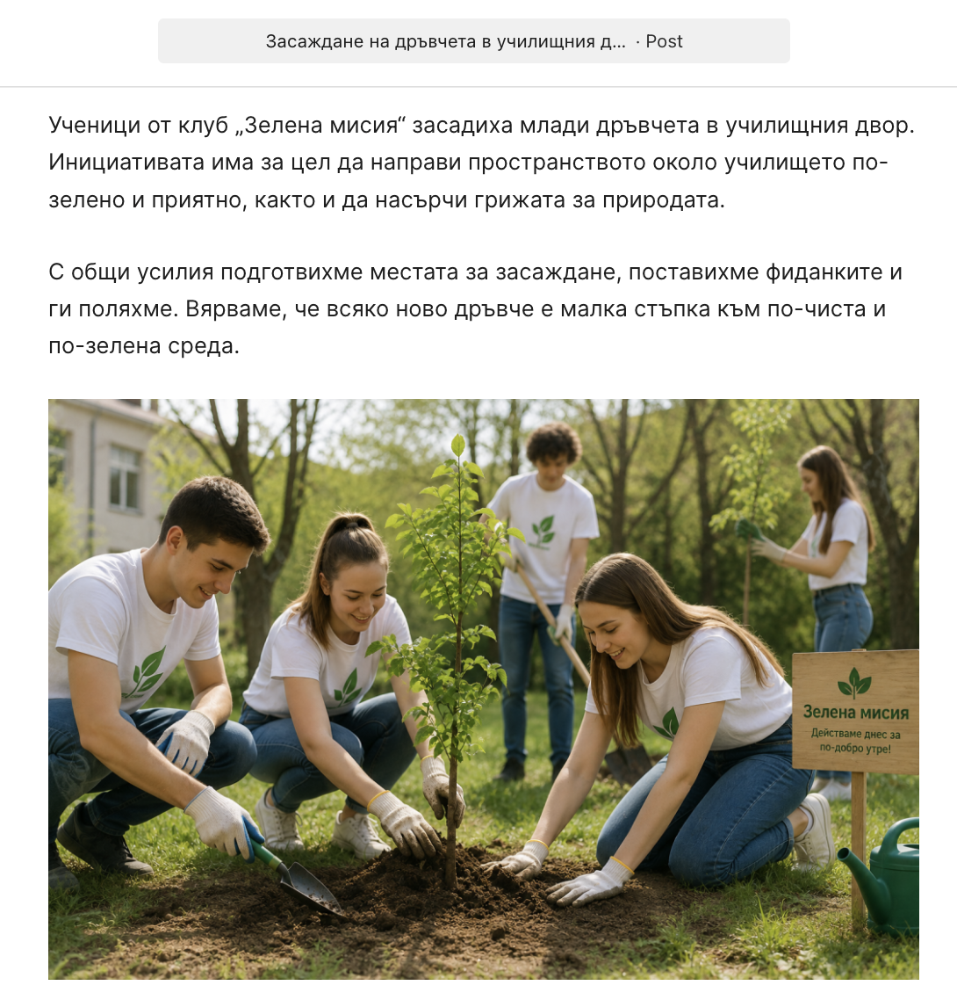 Засаждане на дръвчета в училищния д... · Post
Ученици от клуб „Зелена мисия“ засадиха млади дръвчета в училищния двор.
Инициативата има за цел да направи пространството около училището по-
зелено и приятно, както и да насърчи грижата за природата.
С общи усилия подготвихме местата за засаждане, поставихме фиданките и
ги поляхме. Вярваме, че всяко ново дръвче е малка стъпка към по-чиста и
по-зелена среда.
Зелена мисия
Действаме днес за
по-добро утре!